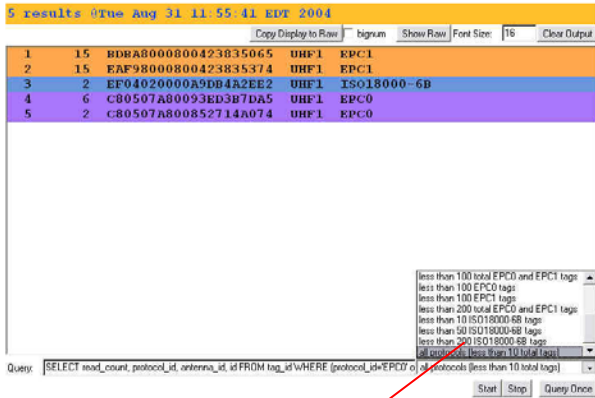 5 results @Tue Aug 31 11:55:41 EDT 2004
Copy Display to Raw bignum Show Raw Font Size: 16 Clear Output
1 15 BDBA8000800423835065 UHF1 EPC1
2 15 EAF98000800423835374 UHF1 EPC1
3 2 EF04020000A9DB4A2EE2 UHF1 ISO18000-6B
4 6 C80507A80093ED3B7DA5 UHF1 EPC0
5 2 C80507A800852714A074 UHF1 EPC0
less than 100 total EPC0 and EPC1 tags
less than 100 EPC0 tags
less than 100 EPC1 tags
less than 200 total EPC0 and EPC1 tags
less than 10 ISO18000-6B tags
less than 50 ISO18000-6B tags
less than 200 ISO18000-6B tags
all protocols (less than 10 total tags)
Query: SELECT read_count, protocol_id, antenna_id, id FROM tag_id WHERE (protocol_id='EPC0' o all protocols (less than 10 total tags)
Start Stop Query Once